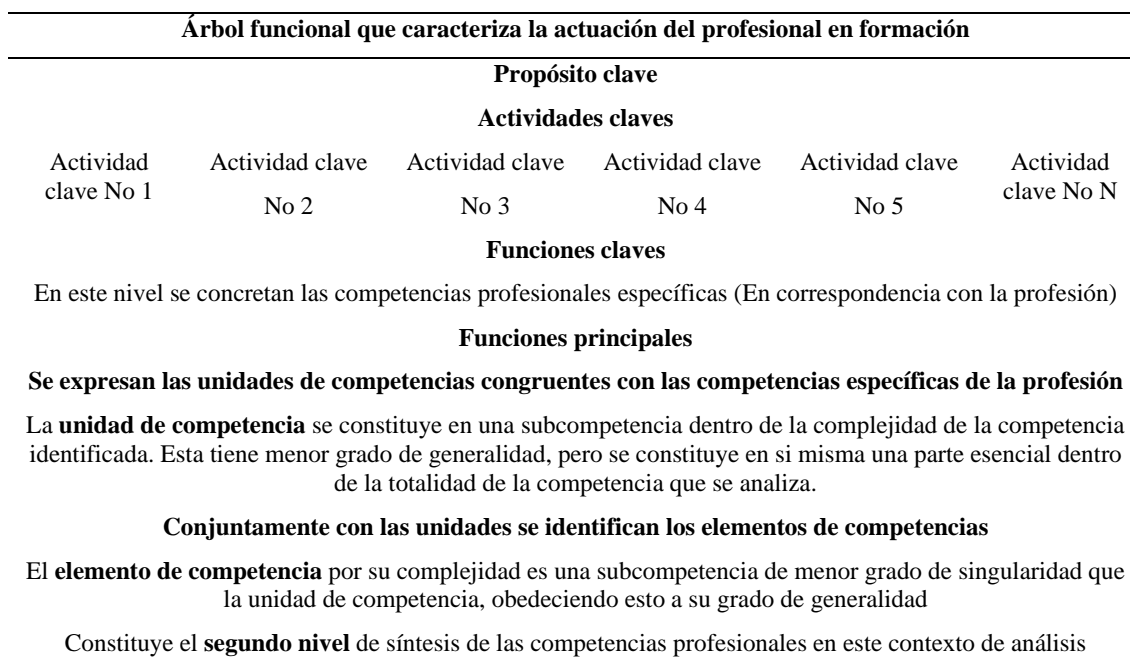 Árbol funcional que caracteriza la actuación del profesional en formación
Propósito clave
Actividades claves
Actividad clave No 1
Actividad clave No 2
Actividad clave No 3
Actividad clave No 4
Actividad clave No 5
Actividad clave No N
Funciones claves
En este nivel se concretan las competencias profesionales específicas (En correspondencia con la profesión)
Funciones principales
Se expresan las unidades de competencias congruentes con las competencias específicas de la profesión
La unidad de competencia se constituye en una subcompetencia dentro de la complejidad de la competencia
identificada. Esta tiene menor grado de generalidad, pero se constituye en si misma una parte esencial dentro
de la totalidad de la competencia que se analiza.
Conjuntamente con las unidades se identifican los elementos de competencias
El elemento de competencia por su complejidad es una subcompetencia de menor grado de singularidad que
la unidad de competencia, obedeciendo esto a su grado de generalidad
Constituye el segundo nivel de síntesis de las competencias profesionales en este contexto de análisis